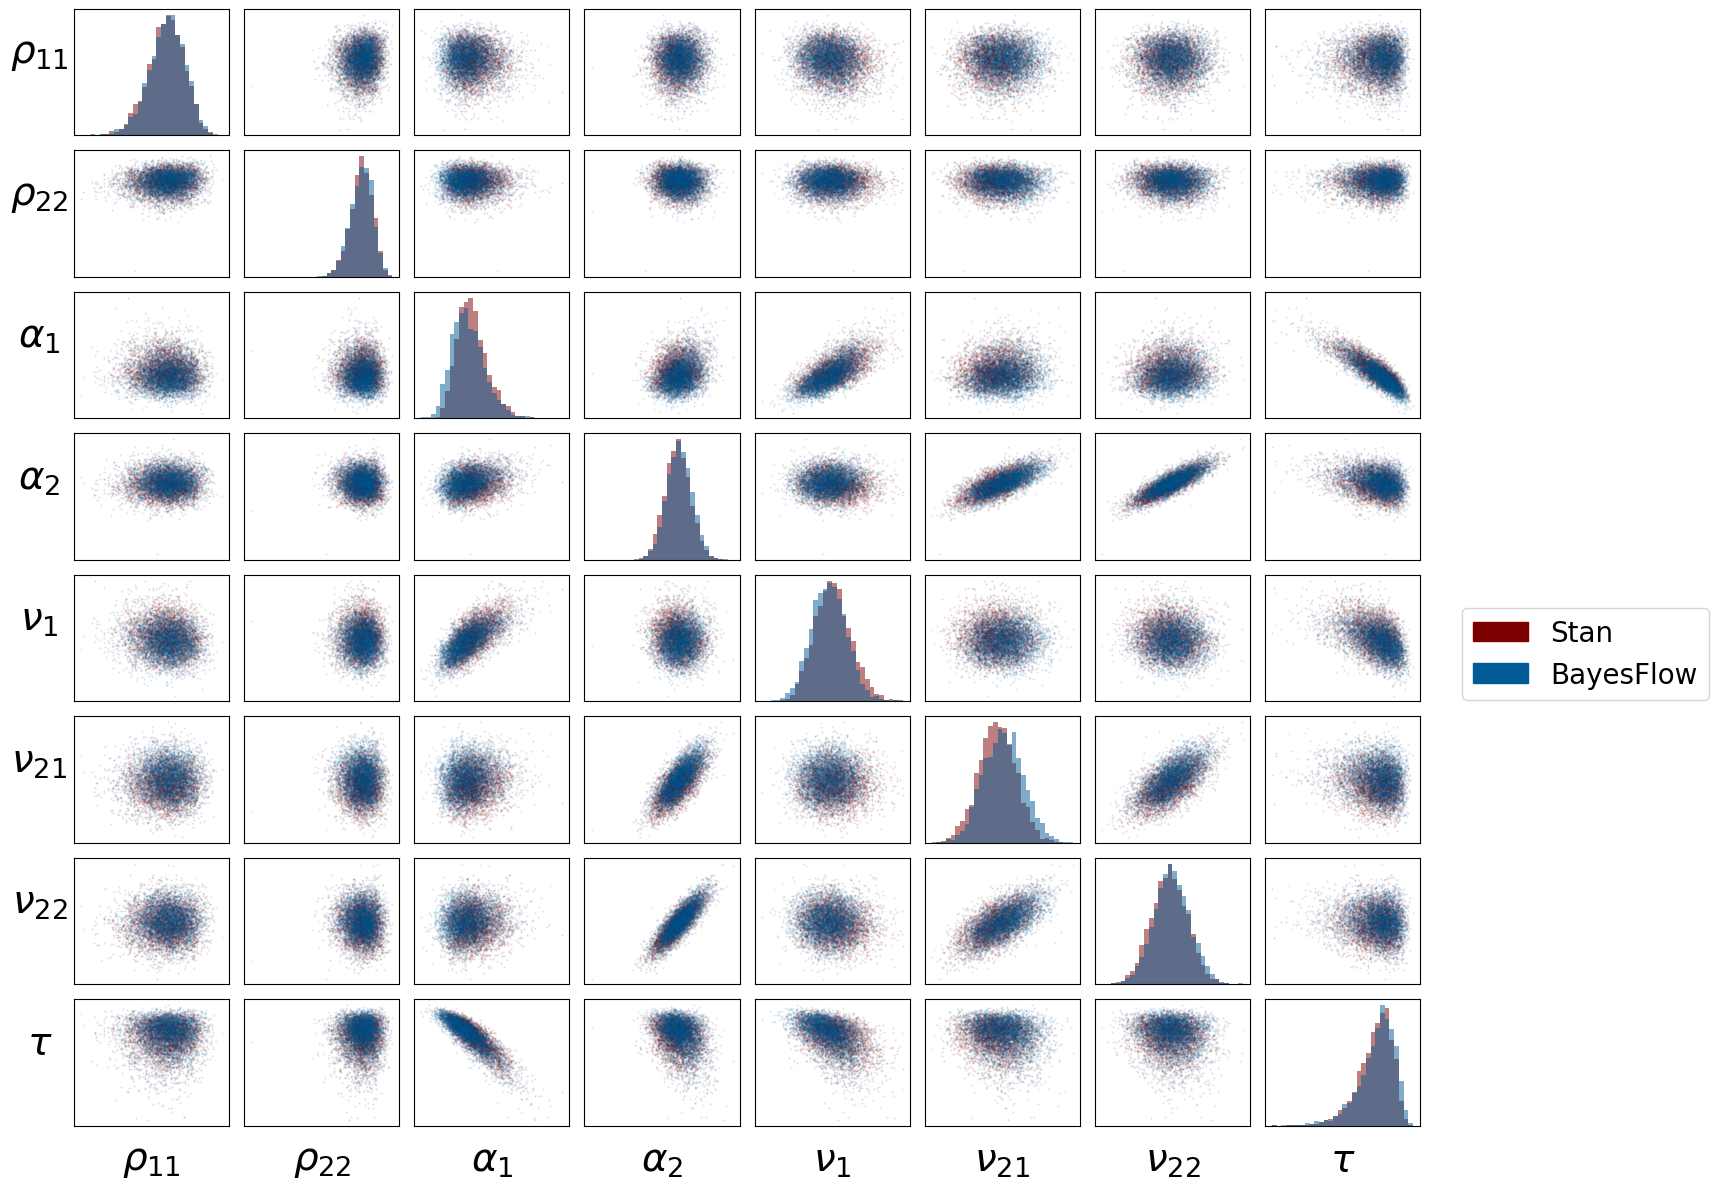 ρ₁₁
ρ₂₂
α₁
α₂
ν₁
ν₂₁
ν₂₂
τ
ρ₁₁ ρ₂₂ α₁ α₂ ν₁ ν₂₁ ν₂₂ τ
Stan
BayesFlow